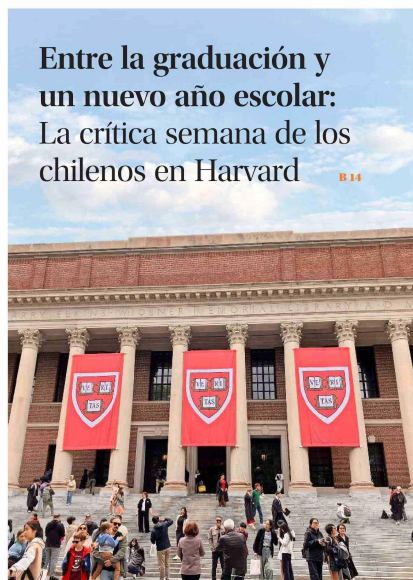 Entre la graduación y
un nuevo año escolar:
La crítica semana de los
chilenos en Harvard
B 14
VE RI
TAS
VE RI
TAS
VE RI
TAS